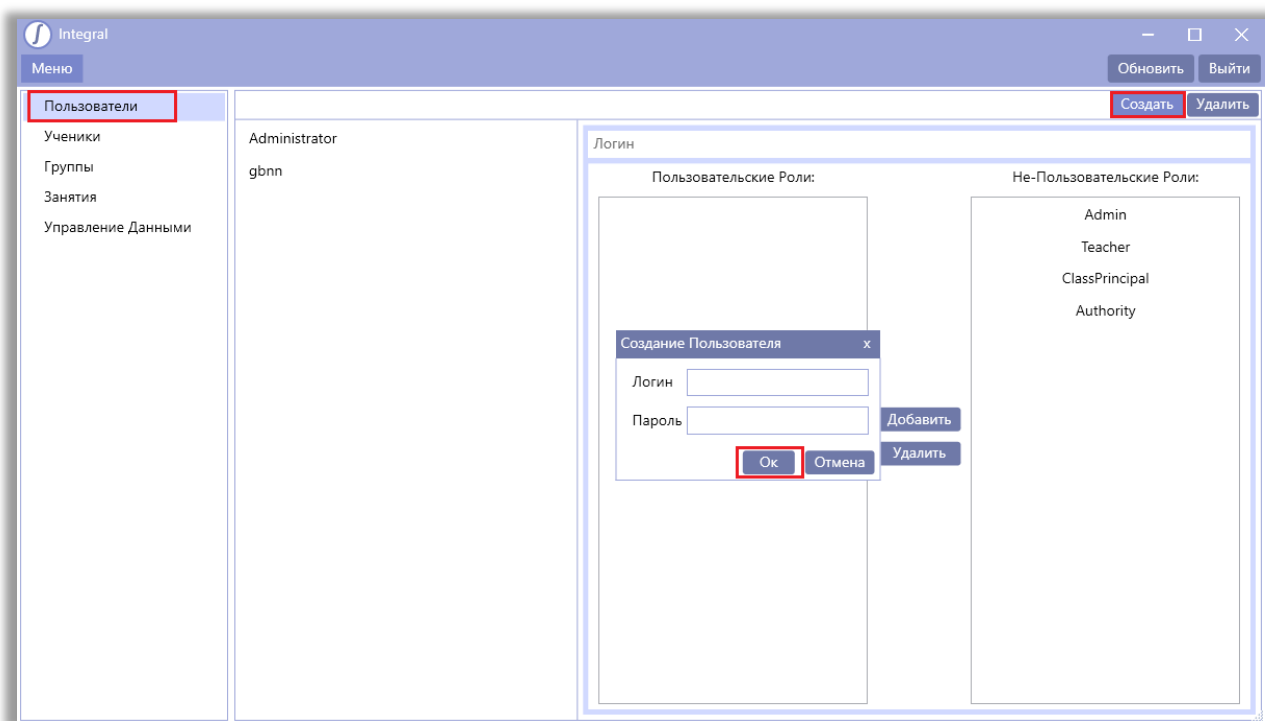 Integral
Меню
Обновить Выйти
Пользователи
Ученики
Группы
Занятия
Управление Данными
Создать Удалить
Administrator
gbnn
Логин
Пользовательские Роли:
Не-Пользовательские Роли:
Admin
Teacher
ClassPrincipal
Authority
Создание Пользователя x
Логин
Пароль
Ок Отмена
Добавить
Удалить